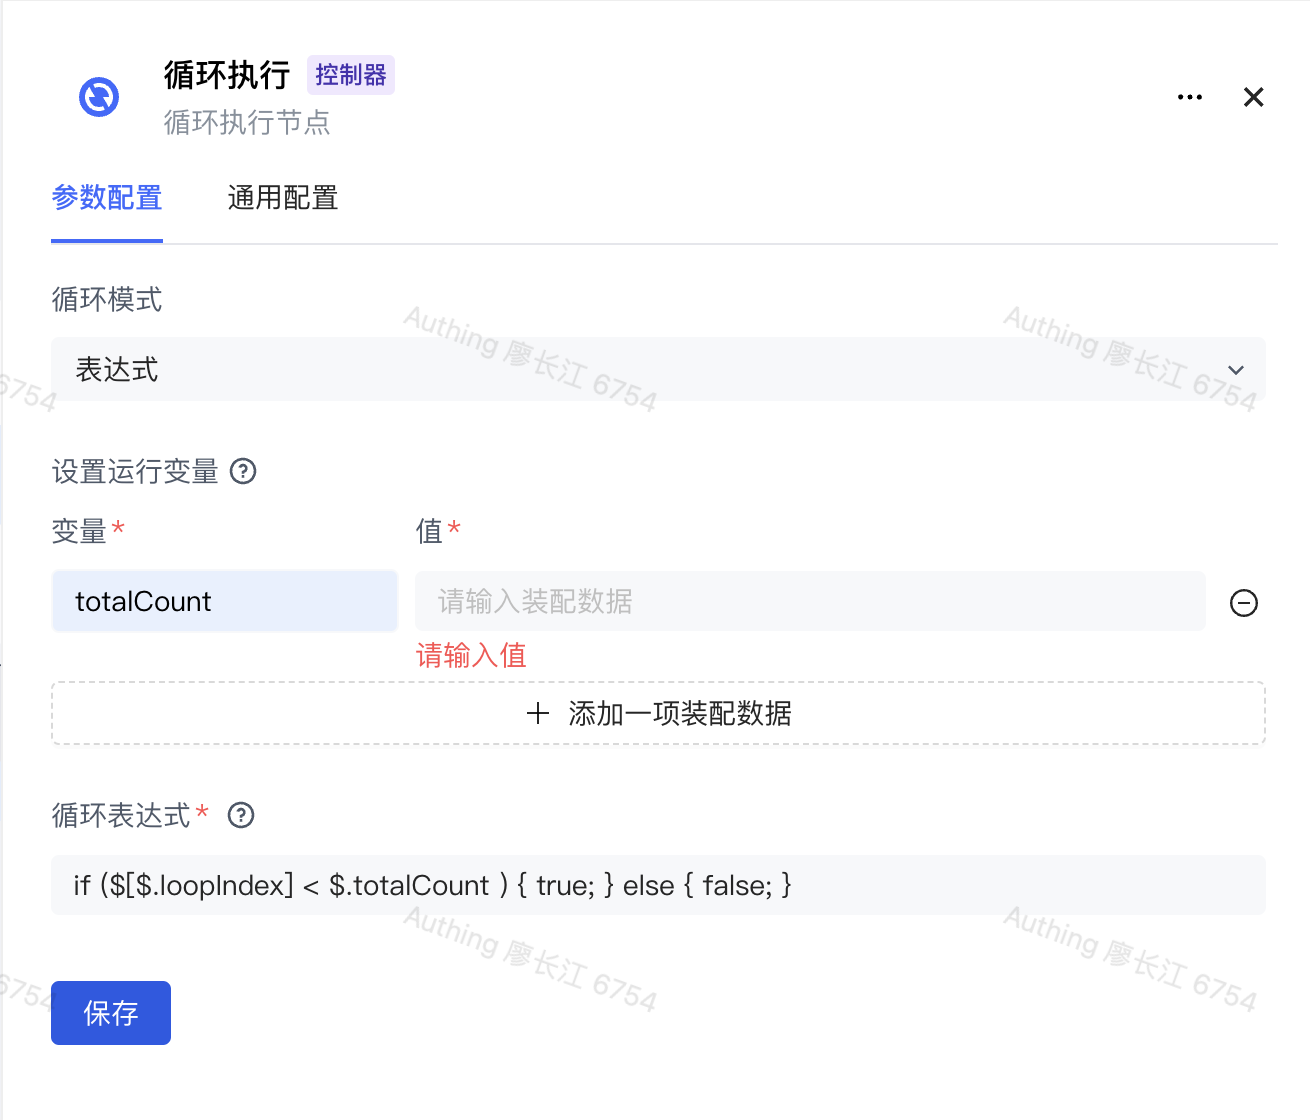 循环执行 控制器
循环执行节点
参数配置 通用配置
循环模式
表达式
设置运行变量 ?
变量 * 值 *
totalCount 请输入装配数据
请输入值
+ 添加一项装配数据
循环表达式 * ?
if ($[$.loopIndex] < $.totalCount ) { true; } else { false; }
保存
Authing 廖长江 6754
Authing 廖长江 6754
6754
Authing 廖长江 6754
Authing 廖长江 6754
6754